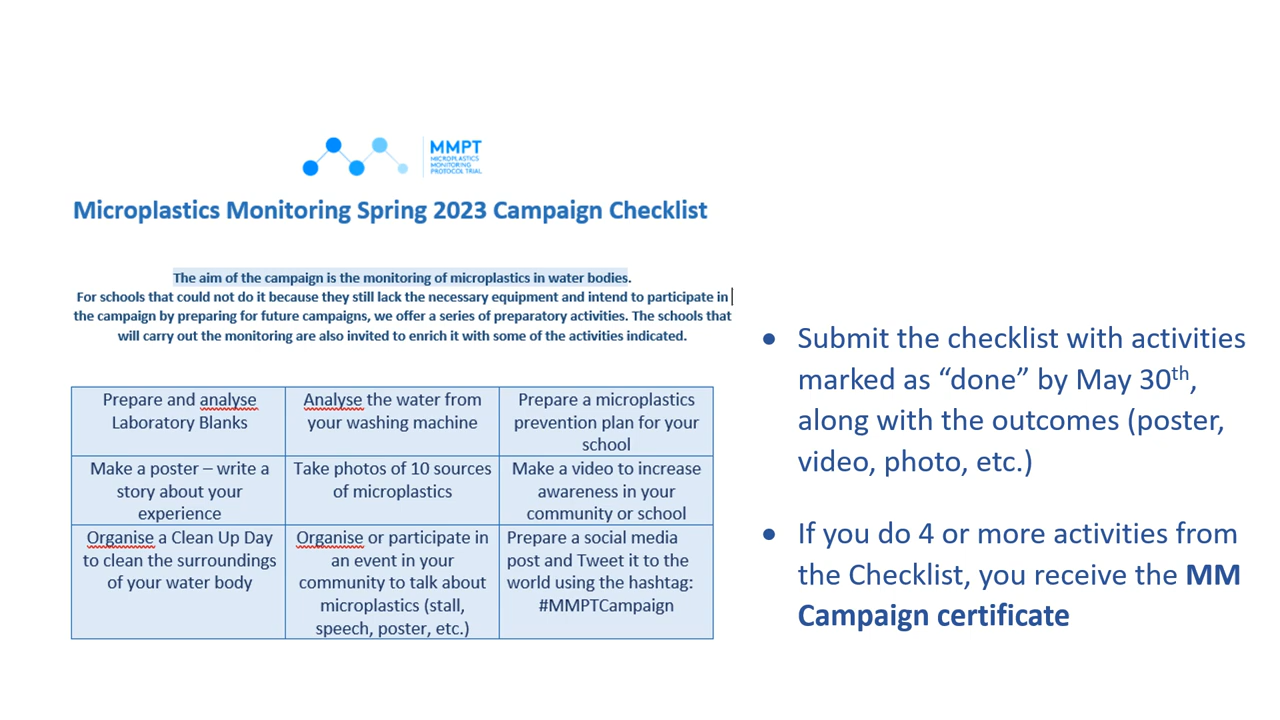 MMPT
MICROPLASTICS
MONITORING
PROTOCOL TRIAL
Microplastics Monitoring Spring 2023 Campaign Checklist
The aim of the campaign is the monitoring of microplastics in water bodies.
For schools that could not do it because they still lack the necessary equipment and intend to participate in
the campaign by preparing for future campaigns, we offer a series of preparatory activities. The schools that
will carry out the monitoring are also invited to enrich it with some of the activities indicated.
Prepare and analyse
Laboratory Blanks
Analyse the water from
your washing machine
Prepare a microplastics
prevention plan for your
school
Make a poster – write a
story about your
experience
Take photos of 10 sources
of microplastics
Make a video to increase
awareness in your
community or school
Organise a Clean Up Day
to clean the surroundings
of your water body
Organise or participate in
an event in your
community to talk about
microplastics (stall,
speech, poster, etc.)
Prepare a social media
post and Tweet it to the
world using the hashtag:
#MMPTCampaign
• Submit the checklist with activities
marked as “done” by May 30th,
along with the outcomes (poster,
video, photo, etc.)
• If you do 4 or more activities from
the Checklist, you receive the MM
Campaign certificate